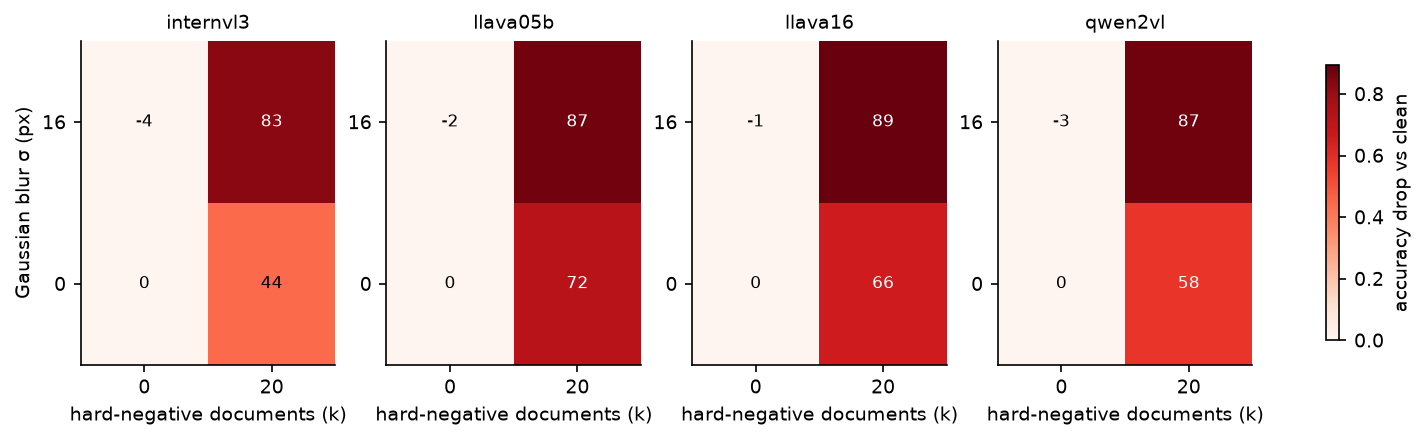 internvl3 llava05b llava16 qwen2vl
Gaussian blur σ (px)
16 -4 83 16 -2 87 16 -1 89 16 -3 87
0 0 44 0 0 72 0 0 66 0 0 58
0 20 0 20 0 20 0 20
hard-negative documents (k) hard-negative documents (k) hard-negative documents (k) hard-negative documents (k)
0.8
0.6
0.4
0.2
0.0
accuracy drop vs clean